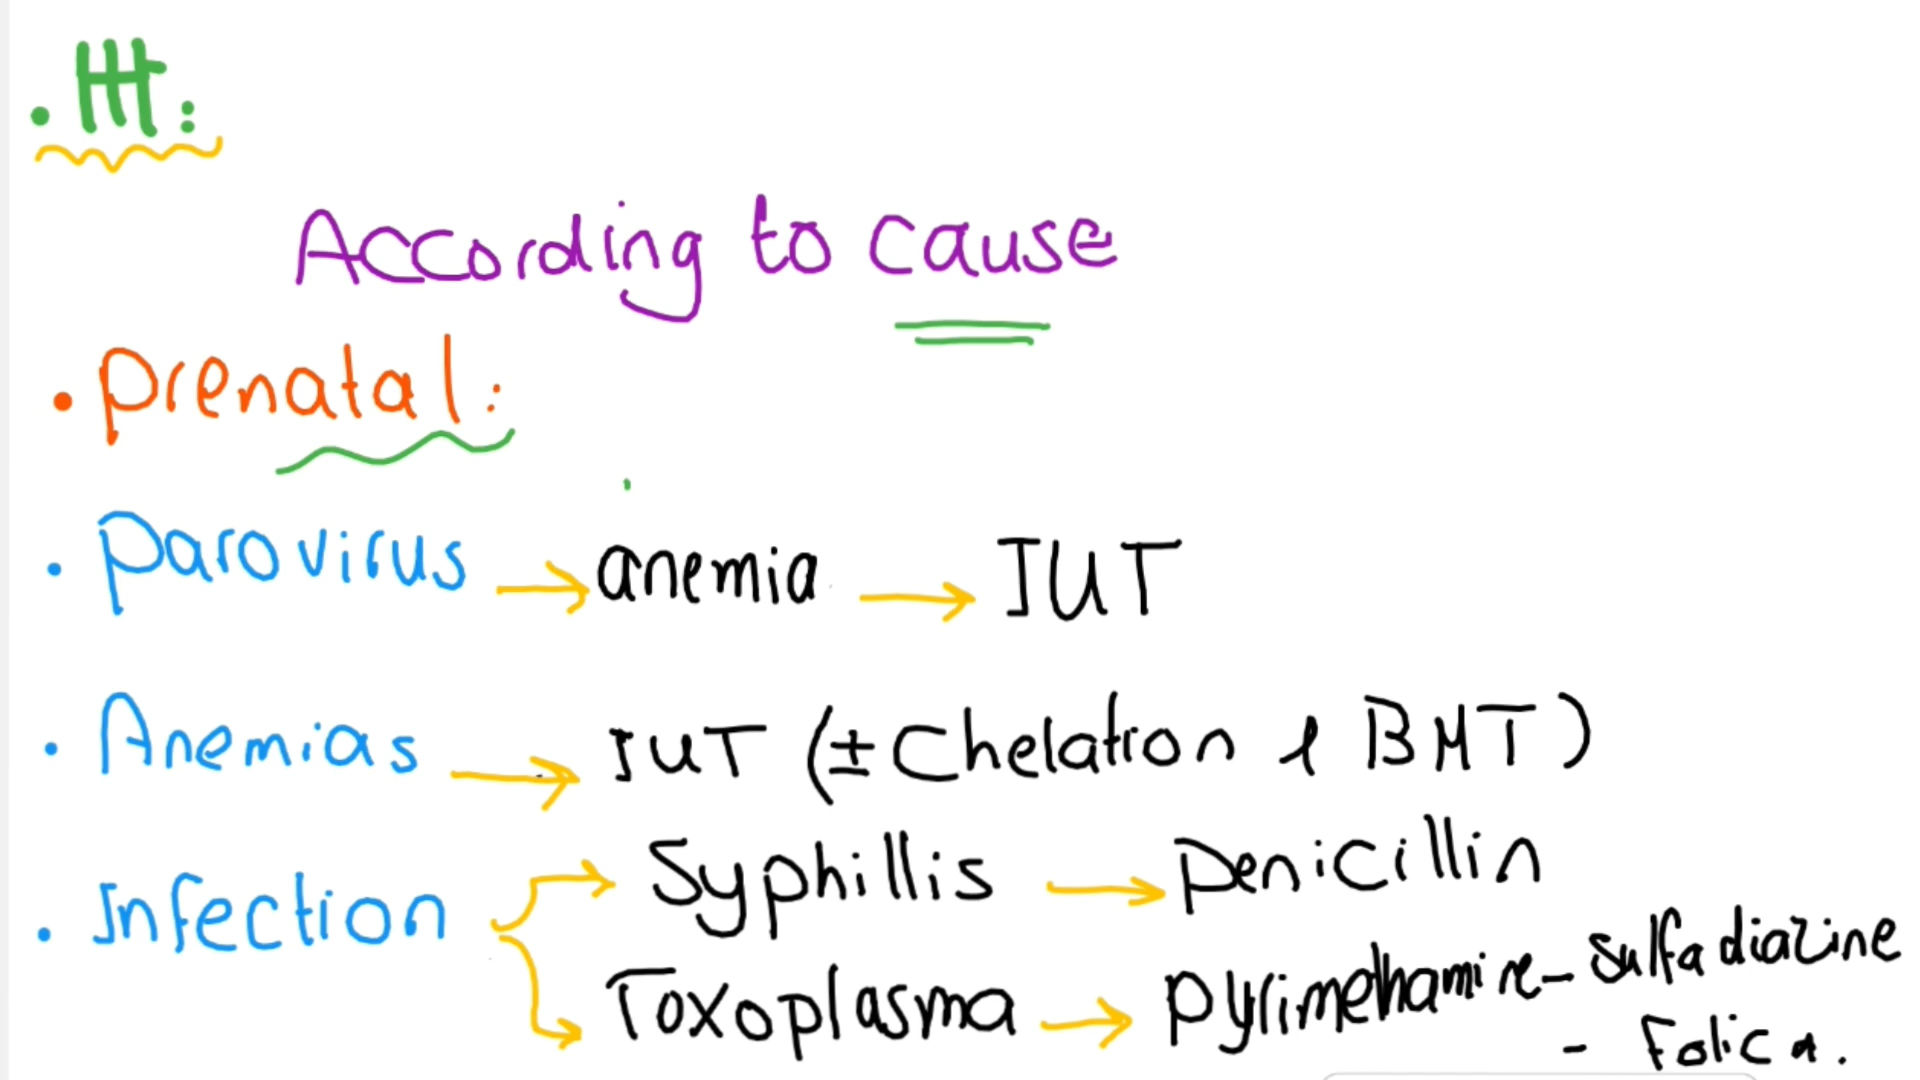 . ttt:
According to cause
. Prenatal:
. Parovirus → anemia → IUT
. Anemias → IUT (± Chelation & BMT)
. Infection → Syphillis → Penicillin
→ Toxoplasma → Pyrimethamine - Sulfadiazine
- Folic a.